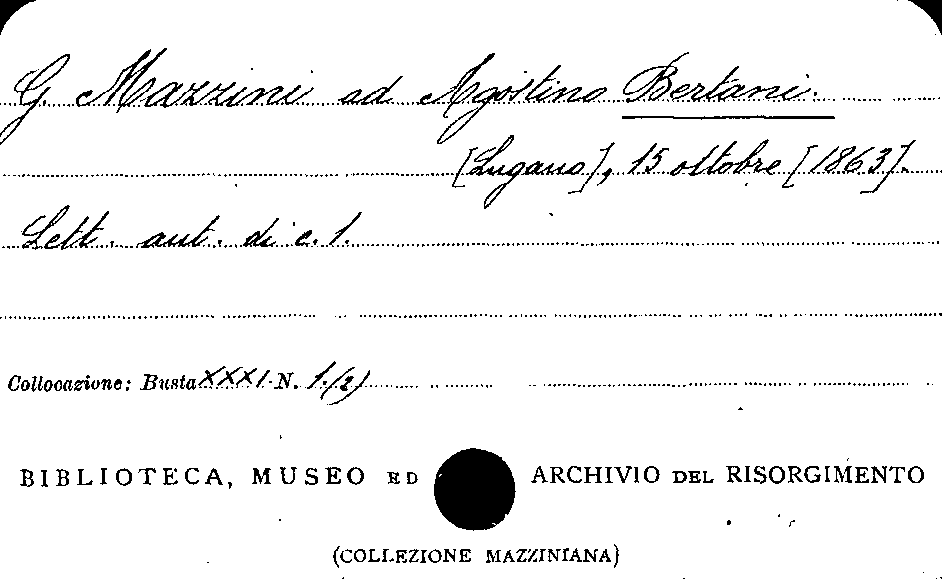 G. Mazzini ad Agostino Bertani.
[Lugano], 15 ottobre [1863].
Lett. aut. di c. 1.
Collocazione: Busta XXXI N. 1.(2)
BIBLIOTECA, MUSEO ED ARCHIVIO DEL RISORGIMENTO
(COLLEZIONE MAZZINIANA)